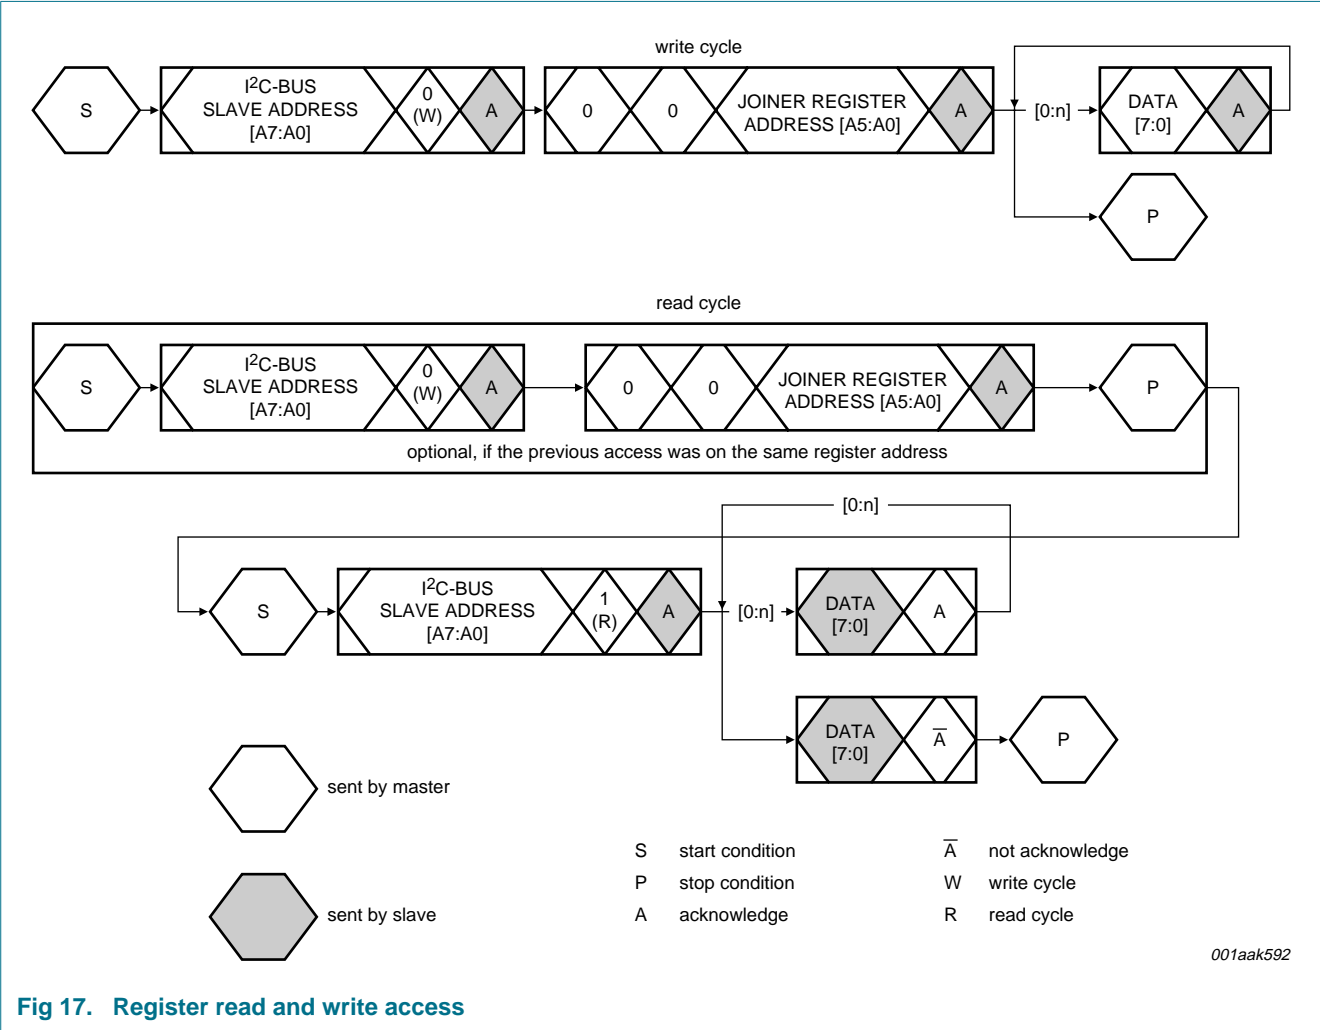 write cycle
S
I2C-BUS
SLAVE ADDRESS
[A7:A0]
0
(W)
A
0
0
JOINER REGISTER
ADDRESS [A5:A0]
A
[0:n]
DATA
[7:0]
A
P
read cycle
S
I2C-BUS
SLAVE ADDRESS
[A7:A0]
0
(W)
A
0
0
JOINER REGISTER
ADDRESS [A5:A0]
A
P
optional, if the previous access was on the same register address
[0:n]
S
I2C-BUS
SLAVE ADDRESS
[A7:A0]
1
(R)
A
[0:n]
DATA
[7:0]
A
DATA
[7:0]
A̅
P
sent by master
sent by slave
S start condition
P stop condition
A acknowledge
A̅ not acknowledge
W write cycle
R read cycle
001aak592
Fig 17. Register read and write access